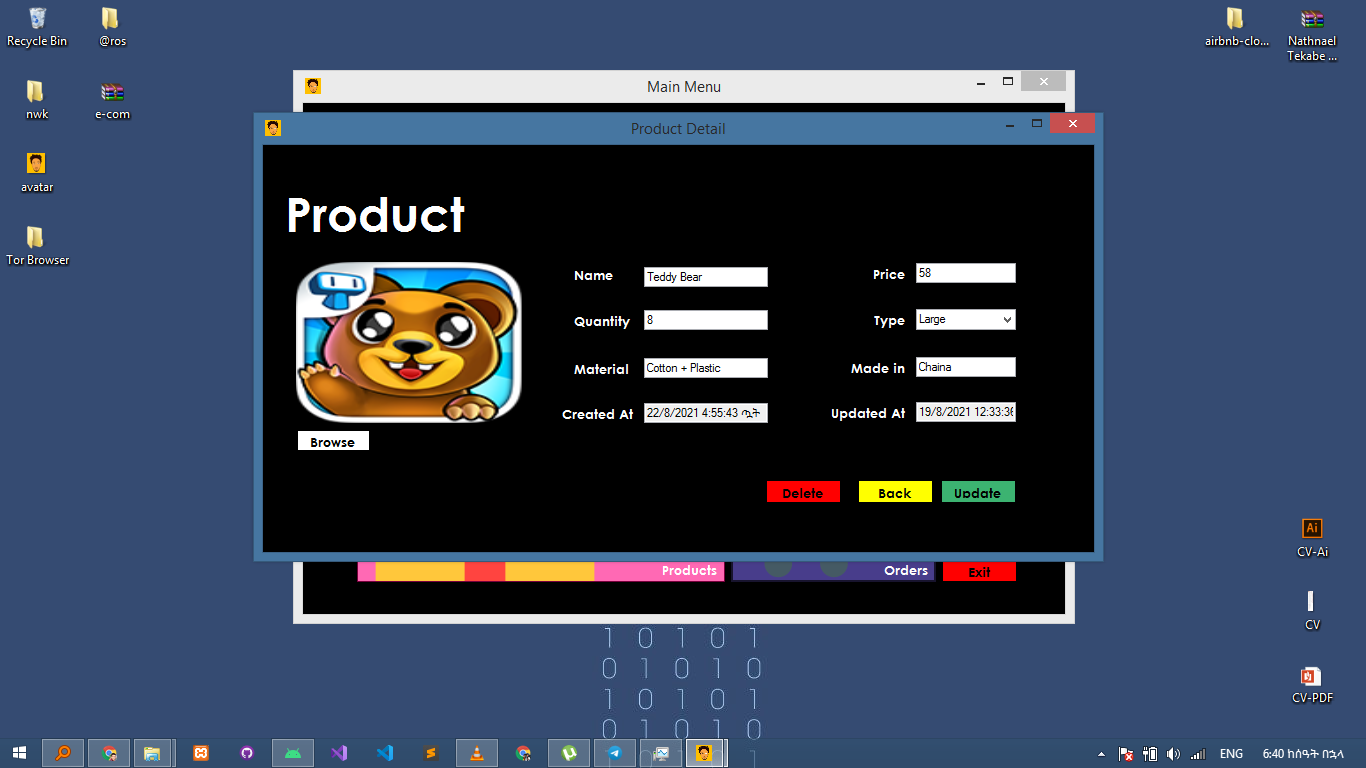 Recycle Bin
@ros
airbnb-clo...
Nathnael
Tekabe ...
nwk
e-com
avatar
Tor Browser
Main Menu
Product Detail
Product
Name
Teddy Bear
Price
58
Quantity
8
Type
Large
Material
Cotton + Plastic
Made in
Chaina
Created At
22/8/2021 4:55:43 ጧት
Updated At
19/8/2021 12:33:36
Browse
Delete
Back
Update
Products
Orders
Exit
1 0 1 0 1
0 1 0 1 0
1 0 1 0 1
0 1 0 1 0
Ai
CV-Ai
CV
CV-PDF
ENG
6:40 ከሰዓት በኋላ